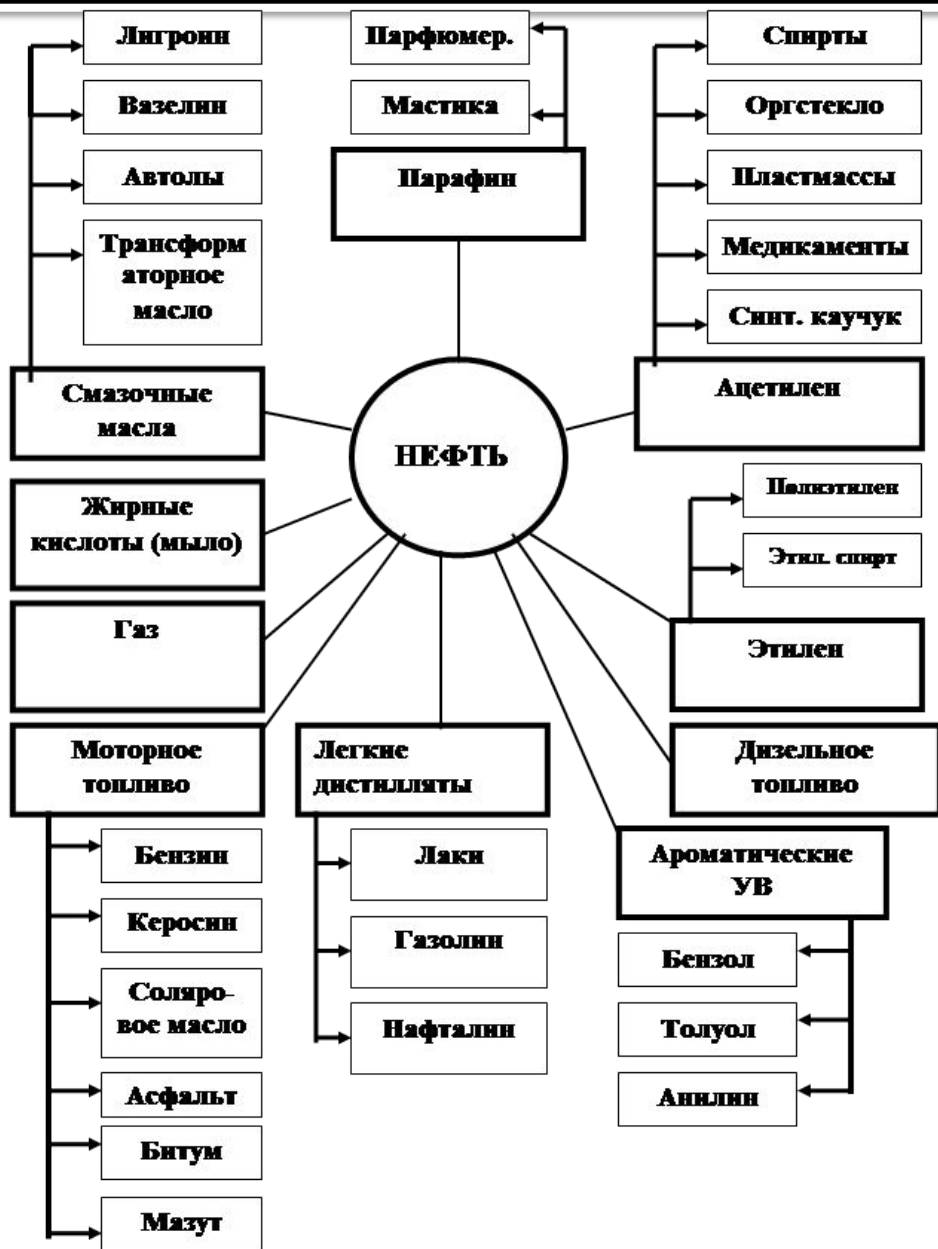 Лигроин
Вазелин
Автолы
Трансформ
аторное
масло
Смазочные
масла
Парфюмер.
Мастика
Парафин
Спирты
Оргстекло
Пластмассы
Медикаменты
Синт. каучук
Ацетилен
НЕФТЬ
Жирные
кислоты (мыло)
Газ
Полиэтилен
Этил. спирт
Этилен
Моторное
топливо
Бензин
Керосин
Соляро-
вое масло
Асфальт
Битум
Мазут
Легкие
дистилляты
Лаки
Газолин
Нафталин
Дизельное
топливо
Ароматические
УВ
Бензол
Толуол
Анилин